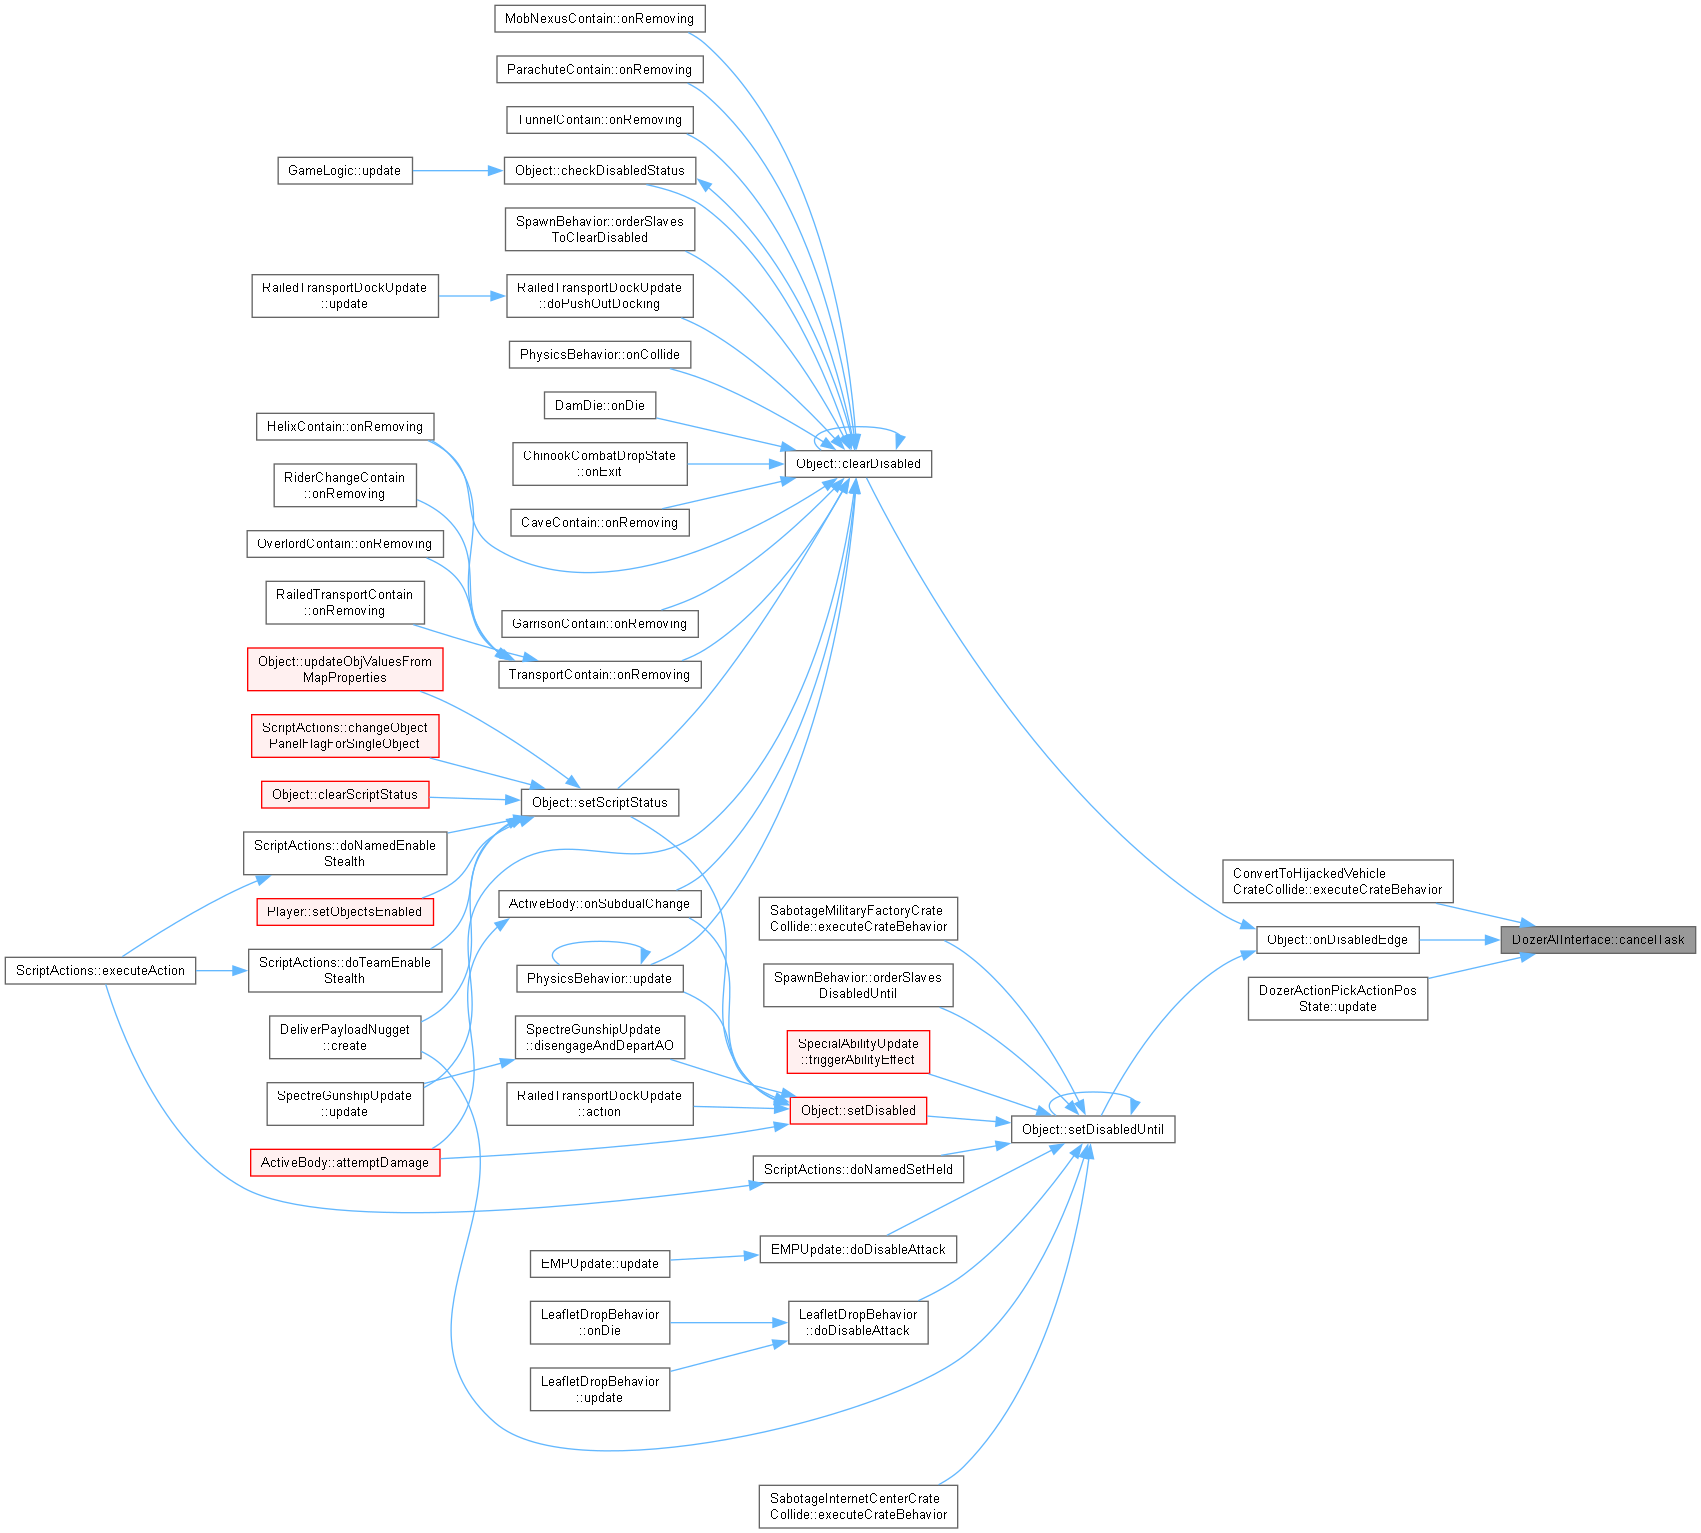 MobNexusContain::onRemoving
ParachuteContain::onRemoving
TunnelContain::onRemoving
GameLogic::update
Object::checkDisabledStatus
SpawnBehavior::orderSlaves
ToClearDisabled
RailedTransportDockUpdate
::update
RailedTransportDockUpdate
::doPushOutDocking
PhysicsBehavior::onCollide
DamDie::onDie
HelixContain::onRemoving
ChinookCombatDropState
::onExit
Object::clearDisabled
RiderChangeContain
::onRemoving
CaveContain::onRemoving
OverlordContain::onRemoving
RailedTransportContain
::onRemoving
GarrisonContain::onRemoving
Object::updateObjValuesFrom
MapProperties
TransportContain::onRemoving
ScriptActions::changeObject
PanelFlagForSingleObject
Object::clearScriptStatus
Object::setScriptStatus
ScriptActions::doNamedEnable
Stealth
ConvertToHijackedVehicle
CrateCollide::executeCrateBehavior
Player::setObjectsEnabled
ActiveBody::onSubdualChange
SabotageMilitaryFactoryCrate
Collide::executeCrateBehavior
Object::onDisabledEdge
DozerAIInterface::cancelTask
ScriptActions::executeAction
ScriptActions::doTeamEnable
Stealth
PhysicsBehavior::update
SpawnBehavior::orderSlaves
DisabledUntil
DozerActionPickActionPos
State::update
DeliverPayloadNugget
::create
SpectreGunshipUpdate
::disengageAndDepartAO
SpecialAbilityUpdate
::triggerAbilityEffect
SpectreGunshipUpdate
::update
RailedTransportDockUpdate
::action
Object::setDisabled
Object::setDisabledUntil
ActiveBody::attemptDamage
ScriptActions::doNamedSetHeld
EMPUpdate::update
EMPUpdate::doDisableAttack
LeafletDropBehavior
::onDie
LeafletDropBehavior
::doDisableAttack
LeafletDropBehavior
::update
SabotageInternetCenterCrate
Collide::executeCrateBehavior